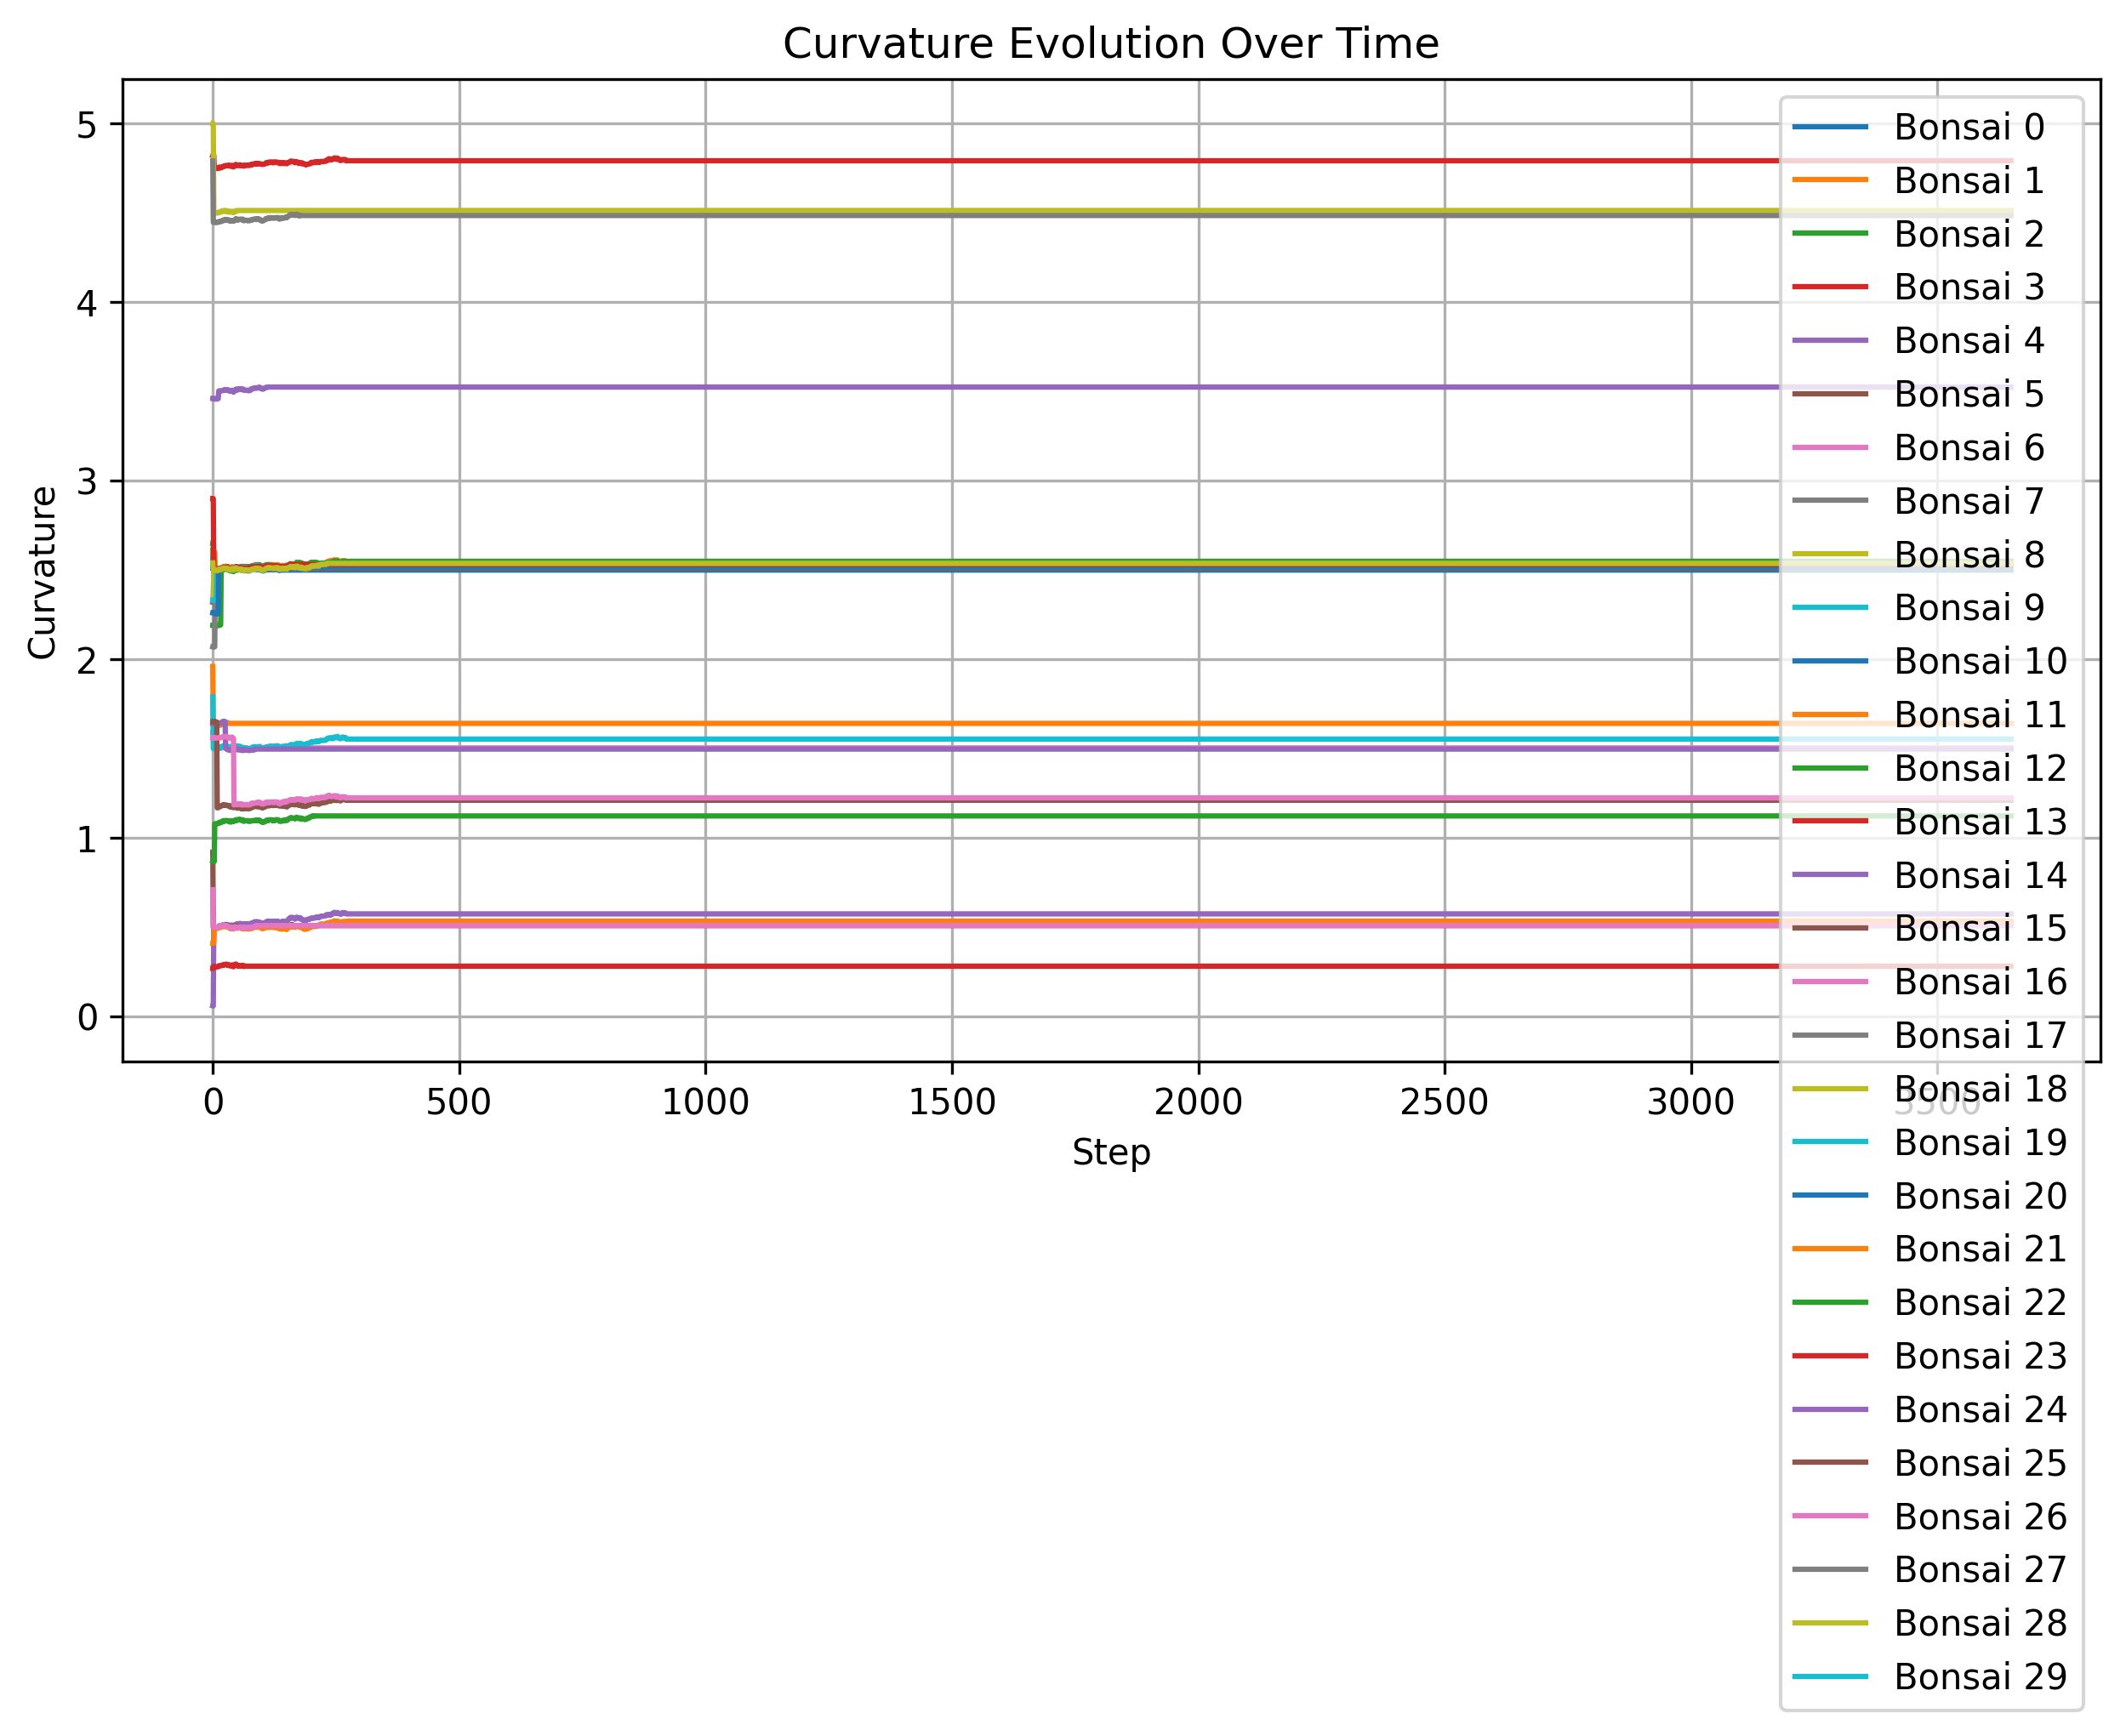 Curvature Evolution Over Time
Curvature
5
4
3
2
1
0
0
500
1000
1500
2000
2500
3000
3500
Step
Bonsai 0
Bonsai 1
Bonsai 2
Bonsai 3
Bonsai 4
Bonsai 5
Bonsai 6
Bonsai 7
Bonsai 8
Bonsai 9
Bonsai 10
Bonsai 11
Bonsai 12
Bonsai 13
Bonsai 14
Bonsai 15
Bonsai 16
Bonsai 17
Bonsai 18
Bonsai 19
Bonsai 20
Bonsai 21
Bonsai 22
Bonsai 23
Bonsai 24
Bonsai 25
Bonsai 26
Bonsai 27
Bonsai 28
Bonsai 29